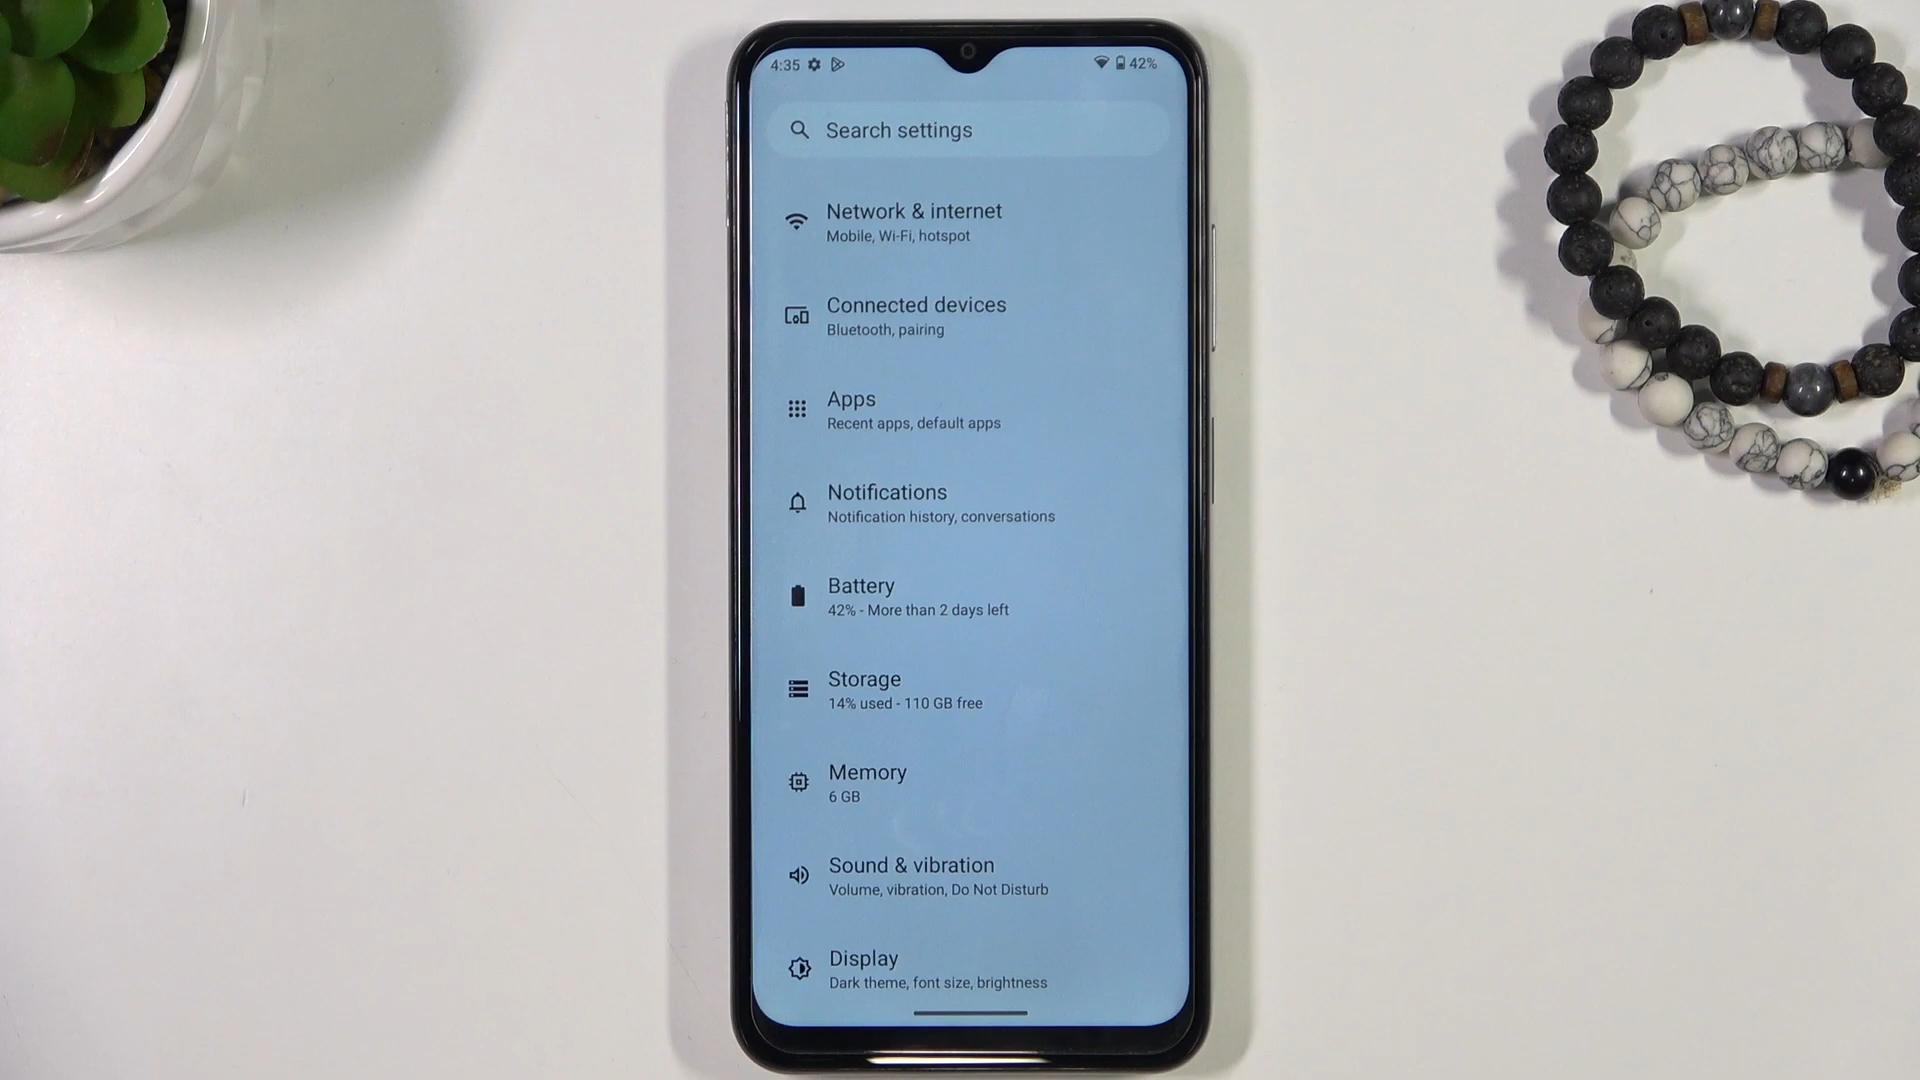 4:35 42%
Search settings
Network & internet
Mobile, Wi-Fi, hotspot
Connected devices
Bluetooth, pairing
Apps
Recent apps, default apps
Notifications
Notification history, conversations
Battery
42% - More than 2 days left
Storage
14% used - 110 GB free
Memory
6 GB
Sound & vibration
Volume, vibration, Do Not Disturb
Display
Dark theme, font size, brightness